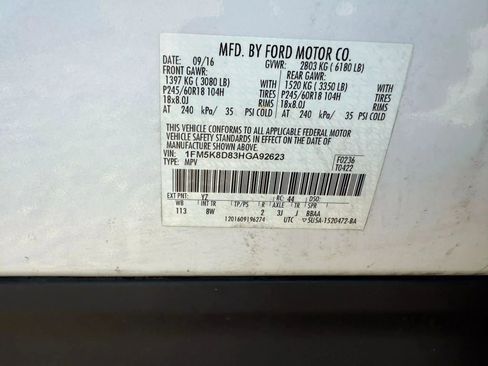 MFD. BY FORD MOTOR CO.
DATE: 09/16 GVWR: 2803 KG ( 6180 LB)
FRONT GAWR: REAR GAWR:
1397 KG ( 3080 LB) WITH 1520 KG ( 3350 LB) WITH
P245/60R18 104H TIRES P245/60R18 104H TIRES
18x8.0J RIMS 18x8.0J RIMS
AT 240 kPa/ 35 PSI COLD AT 240 kPa/ 35 PSI COLD
THIS VEHICLE CONFORMS TO ALL APPLICABLE FEDERAL MOTOR
VEHICLE SAFETY STANDARDS IN EFFECT ON THE DATE OF
MANUFACTURE SHOWN ABOVE.
VIN: 1FM5K8D83HGA92623 F0236
TYPE: MPV T0422
EXT PNT: Y7 RC: 44 DSO:
WB INT TR TP/PS R AXLE TR SPR
113 8W 2 3J J BBAA
1201609196274 UTC 5U5A-1520472-BA